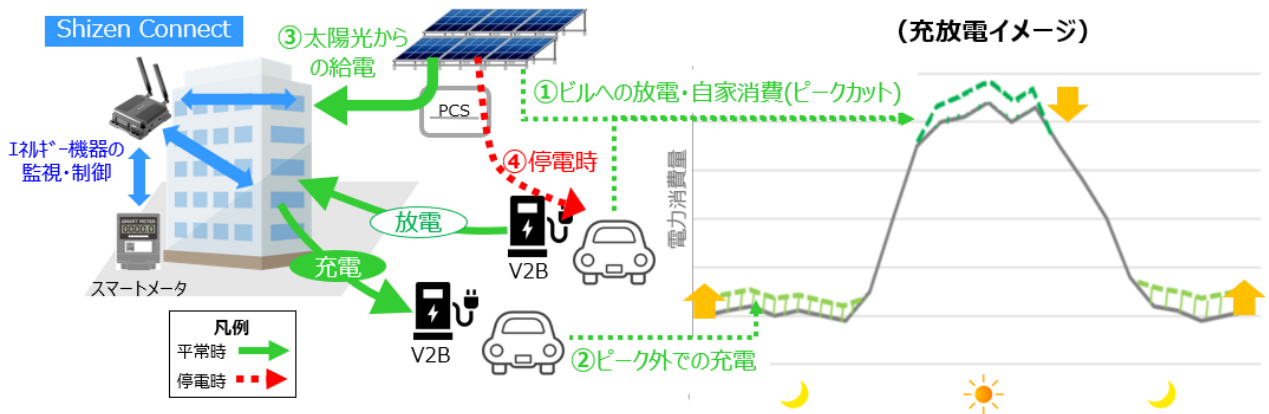 Shizen Connect
(充放電イメージ)
③太陽光から
の給電
PCS
①ビルへの放電・自家消費(ピークカット)
ｴﾈﾙｷﾞｰ機器の
監視・制御
④停電時
電力消費量
放電
V2B
SMART METER
0000.0
充電
スマートメータ
V2B
②ピーク外での充電
凡例
平常時
停電時